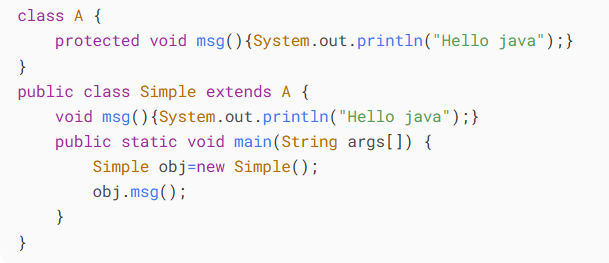 class A {
    protected void msg(){System.out.println("Hello java");}
}
public class Simple extends A {
    void msg(){System.out.println("Hello java");}
    public static void main(String args[]) {
        Simple obj=new Simple();
        obj.msg();
    }
}